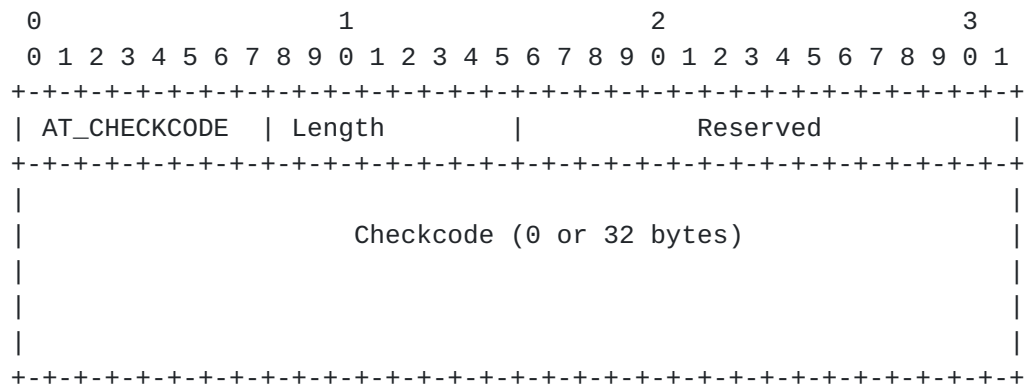 0                   1                   2                   3
 0 1 2 3 4 5 6 7 8 9 0 1 2 3 4 5 6 7 8 9 0 1 2 3 4 5 6 7 8 9 0 1
+-+-+-+-+-+-+-+-+-+-+-+-+-+-+-+-+-+-+-+-+-+-+-+-+-+-+-+-+-+-+-+-+
| AT_CHECKCODE  | Length        |           Reserved            |
+-+-+-+-+-+-+-+-+-+-+-+-+-+-+-+-+-+-+-+-+-+-+-+-+-+-+-+-+-+-+-+-+
|                                                               |
|                     Checkcode (0 or 32 bytes)                 |
|                                                               |
|                                                               |
|                                                               |
+-+-+-+-+-+-+-+-+-+-+-+-+-+-+-+-+-+-+-+-+-+-+-+-+-+-+-+-+-+-+-+-+